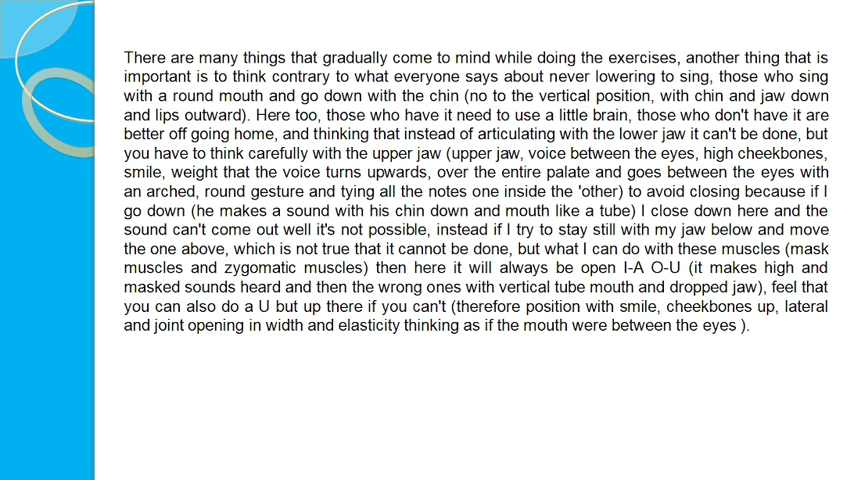 There are many things that gradually come to mind while doing the exercises, another thing that is
important is to think contrary to what everyone says about never lowering to sing, those who sing
with a round mouth and go down with the chin (no to the vertical position, with chin and jaw down
and lips outward). Here too, those who have it need to use a little brain, those who don't have it are
better off going home, and thinking that instead of articulating with the lower jaw it can't be done, but
you have to think carefully with the upper jaw (upper jaw, voice between the eyes, high cheekbones,
smile, weight that the voice turns upwards, over the entire palate and goes between the eyes with
an arched, round gesture and tying all the notes one inside the 'other) to avoid closing because if I
go down (he makes a sound with his chin down and mouth like a tube) I close down here and the
sound can't come out well it's not possible, instead if I try to stay still with my jaw below and move
the one above, which is not true that it cannot be done, but what I can do with these muscles (mask
muscles and zygomatic muscles) then here it will always be open I-A O-U (it makes high and
masked sounds heard and then the wrong ones with vertical tube mouth and dropped jaw), feel that
you can also do a U but up there if you can't (therefore position with smile, cheekbones up, lateral
and joint opening in width and elasticity thinking as if the mouth were between the eyes ).